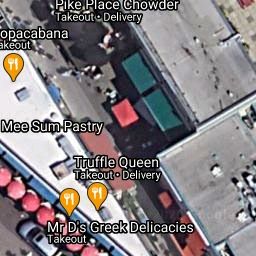 Pike Place Chowder
Takeout • Delivery
opacabana
akeout
Mee Sum Pastry
Truffle Queen
Takeout • Delivery
Mr D's Greek Delicacies
Takeout